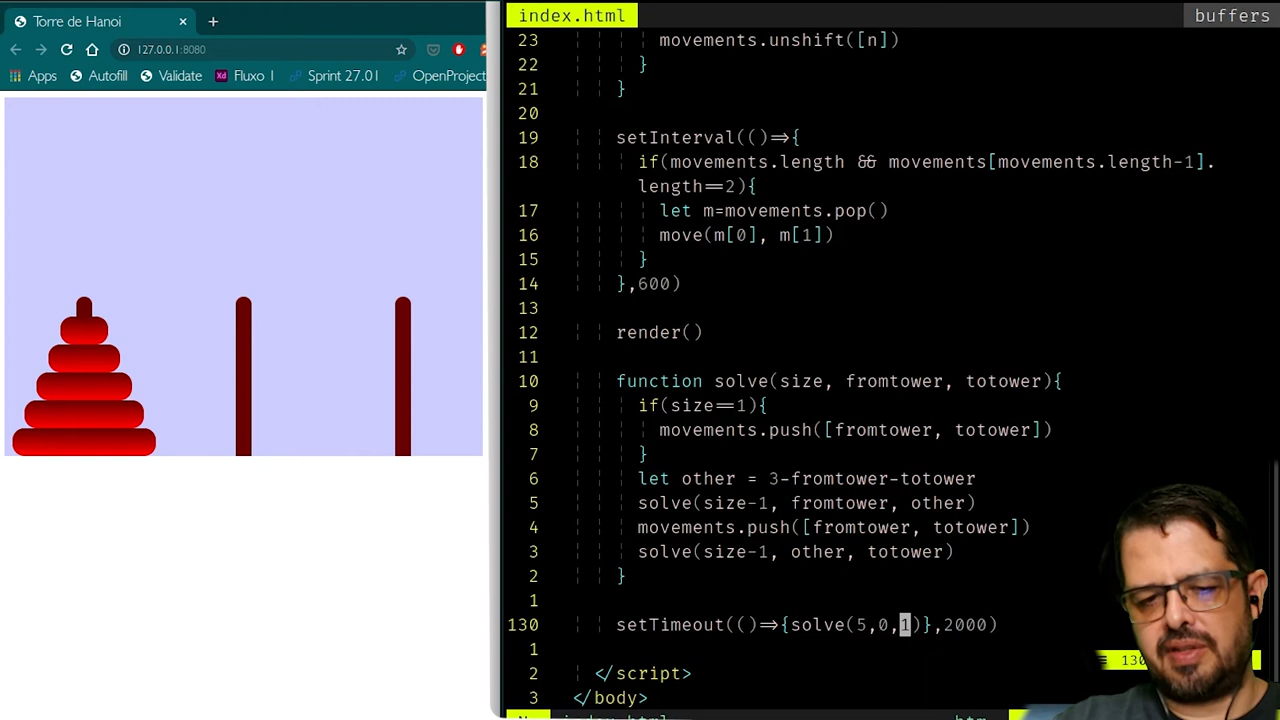 Torre de Hanoi
127.0.0.1:8080
Apps Autofill Validate Xd Fluxo 1 Sprint 27.01 OpenProject
index.html buffers
23 movements.unshift([n])
22 }
21 }
20
19 setInterval(()=>{
18 if(movements.length && movements[movements.length-1].
length==2){
17 let m=movements.pop()
16 move(m[0], m[1])
15 }
14 },600)
13
12 render()
11
10 function solve(size, fromtower, totower){
9 if(size==1){
8 movements.push([fromtower, totower])
7 }
6 let other = 3-fromtower-totower
5 solve(size-1, fromtower, other)
4 movements.push([fromtower, totower])
3 solve(size-1, other, totower)
2 }
1
130 setTimeout(()=>{solve(5,0,1)},2000)
1
2 </script>
3 </body>
130
index.html